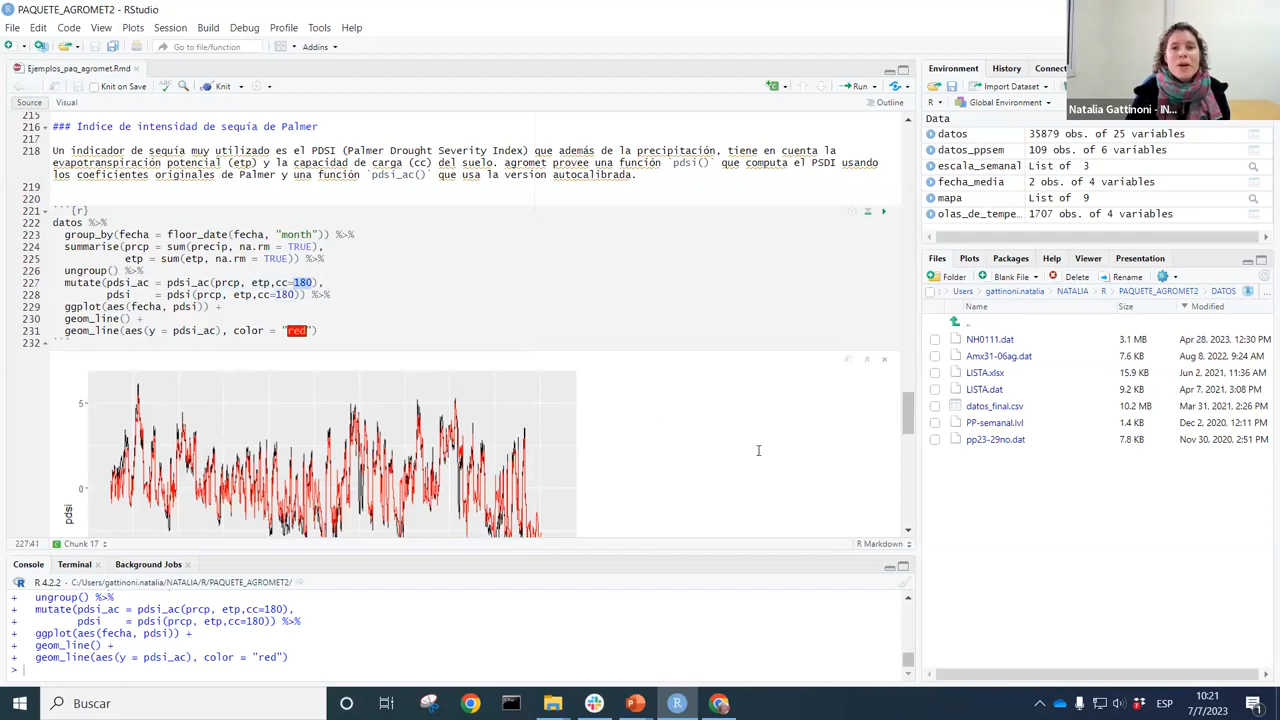 PAQUETE_AGROMET2 - RStudio
File Edit Code View Plots Session Build Debug Profile Tools Help
Go to file/function Addins
Ejemplos_paq_agromet.Rmd
Knit on Save Knit Run
Source Visual Outline
215
216 ### Índice de intensidad de sequía de Palmer
217
218 Un indicador de sequía muy utilizado es el PDSI (Palmer Drought Severity Index) que además de la precipitación, tiene en cuenta la
evapotranspiración potencial (etp) y la capacidad de carga (cc) del suelo. agromet provee una función `pdsi()` que computa el PSDI usando
los coeficientes originales de Palmer y una función `pdsi_ac()` que usa la versión autocalibrada.
219
220
221 ```{r}
222 datos %>%
223 group_by(fecha = floor_date(fecha, "month")) %>%
224 summarise(prcp = sum(precip, na.rm = TRUE),
225 etp = sum(etp, na.rm = TRUE)) %>%
226 ungroup() %>%
227 mutate(pdsi_ac = pdsi_ac(prcp, etp,cc=180),
228 pdsi = pdsi(prcp, etp,cc=180)) %>%
229 ggplot(aes(fecha, pdsi)) +
230 geom_line() +
231 geom_line(aes(y = pdsi_ac), color = "red")
232 ```
5
0
pdsi
227:41 Chunk 17 R Markdown
Console Terminal Background Jobs
R 4.2.2 · C:/Users/gattinoni.natalia/NATALIA/R/PAQUETE_AGROMET2/
+ ungroup() %>%
+ mutate(pdsi_ac = pdsi_ac(prcp, etp,cc=180),
+ pdsi = pdsi(prcp, etp,cc=180)) %>%
+ ggplot(aes(fecha, pdsi)) +
+ geom_line() +
+ geom_line(aes(y = pdsi_ac), color = "red")
>
Environment History Connect
Import Dataset
R Global Environment
Data
datos 35879 obs. of 25 variables
datos_ppsem 109 obs. of 6 variables
escala_semanal List of 3
fecha_media 2 obs. of 4 variables
mapa List of 9
olas_de_tempe… 1707 obs. of 4 variables
Files Plots Packages Help Viewer Presentation
Folder Blank File Delete Rename
Users gattinoni.natalia NATALIA R PAQUETE_AGROMET2 DATOS ...
Name Size Modified
..
NH0111.dat 3.1 MB Apr 28, 2023, 12:30 PM
Amx31-06ag.dat 7.6 KB Aug 8, 2022, 9:24 AM
LISTA.xlsx 15.9 KB Jun 2, 2021, 11:36 AM
LISTA.dat 9.2 KB Apr 7, 2021, 3:08 PM
datos_final.csv 10.2 MB Mar 31, 2021, 2:26 PM
PP-semanal.lvl 1.4 KB Dec 2, 2020, 12:11 PM
pp23-29no.dat 7.8 KB Nov 30, 2020, 2:51 PM
Natalia Gattinoni - IN...
Buscar
ESP
10:21
7/7/2023
1